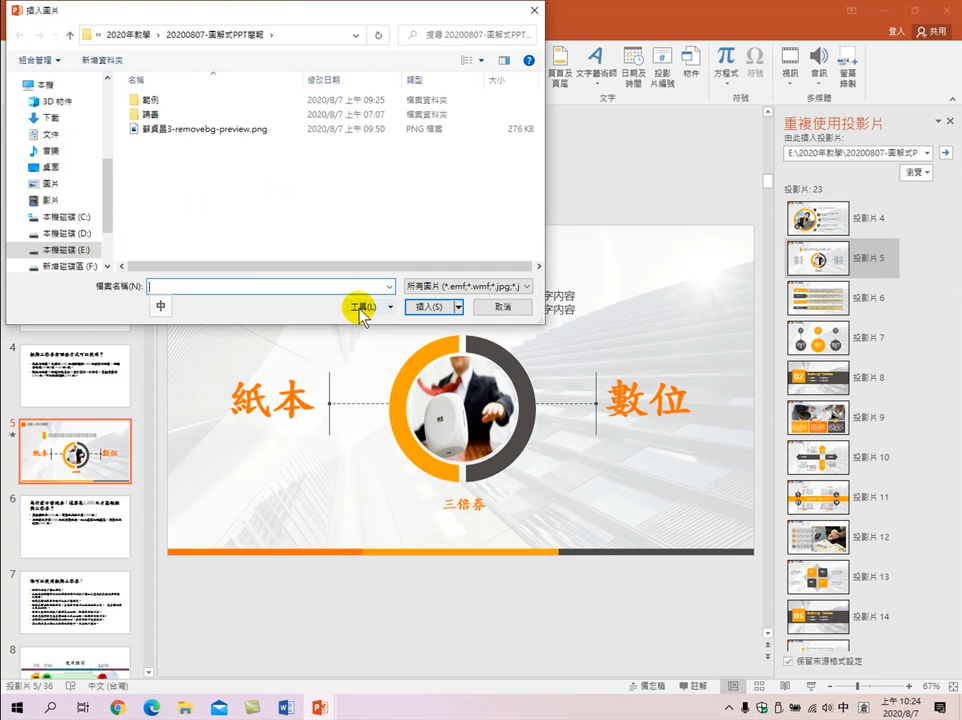 插入圖片
2020年教學 › 20200807-圖解式PPT簡報 ›
搜尋 20200807-圖解式PPT...
組合管理
新增資料夾
名稱 修改日期 類型 大小
本機
3D 物件
下載
文件
音樂
桌面
圖片
影片
本機磁碟 (C:)
本機磁碟 (D:)
本機磁碟 (E:)
新增磁碟區 (F:)
範例 2020/8/7 上午 09:25 檔案資料夾
講義 2020/8/7 上午 07:07 檔案資料夾
蘇貞昌3-removebg-preview.png 2020/8/7 上午 09:50 PNG 檔案 276 KB
檔案名稱(N):
所有圖片 (*.emf;*.wmf;*.jpg;*.j
中
工具(L)
插入(S)
取消
登入
共用
頁首及頁尾
文字藝術師
日期及時間
投影片編號
物件
方程式
符號
視訊
音訊
螢幕錄製
文字
符號
多媒體
重複使用投影片
由此插入投影片:
E:\2020年教學\20200807-圖解式P
瀏覽
投影片: 23
投影片 4
投影片 5
投影片 6
投影片 7
投影片 8
投影片 9
投影片 10
投影片 11
投影片 12
投影片 13
投影片 14
保留來源格式設定
字內容
字內容
紙本
數位
三倍券
4
5
紙本
數位
6
7
8
投影片 5/36
中文 (台灣)
備忘稿
註解
67%
中
上午 10:24
2020/8/7